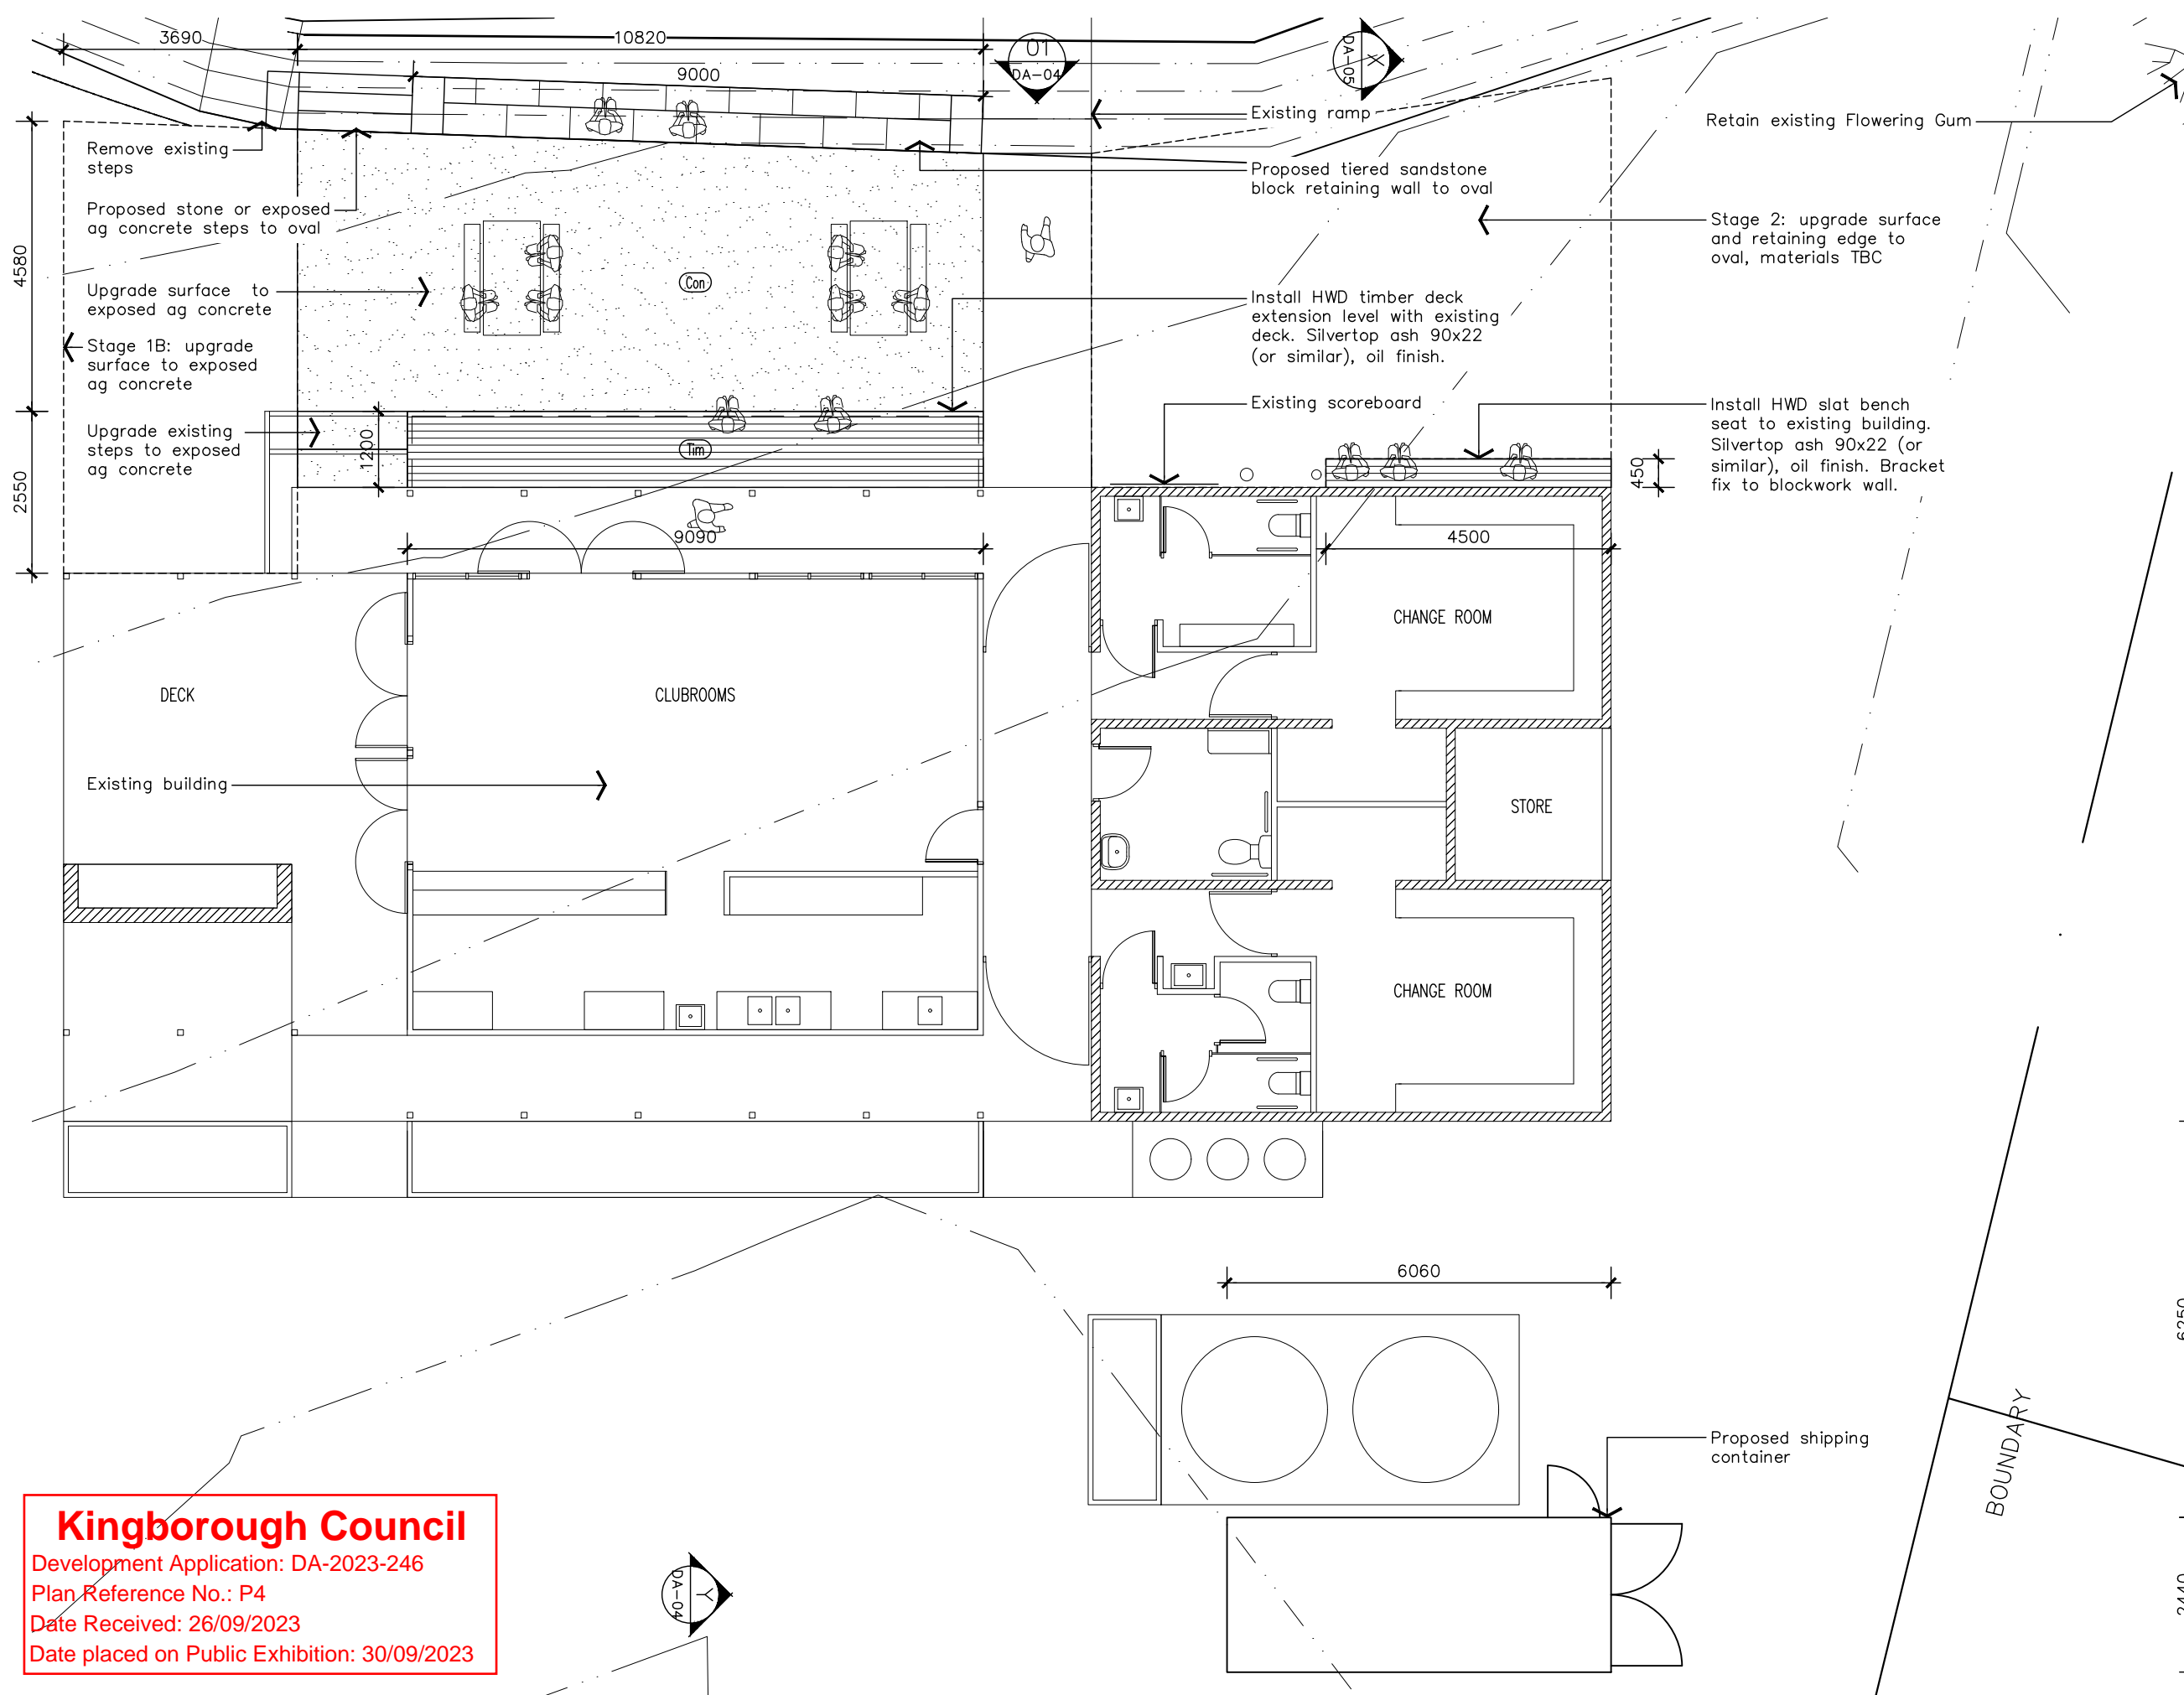 3690
10820
9000
01
DA-04
X
DA-05
Existing ramp
Retain existing Flowering Gum
Remove existing
steps
Proposed tiered sandstone
block retaining wall to oval
Proposed stone or exposed
ag concrete steps to oval
Stage 2: upgrade surface
and retaining edge to
oval, materials TBC
4580
Con
Upgrade surface to
exposed ag concrete
Install HWD timber deck
extension level with existing
deck. Silvertop ash 90x22
(or similar), oil finish.
Stage 1B: upgrade
surface to exposed
ag concrete
Existing scoreboard
Install HWD slat bench
seat to existing building.
Silvertop ash 90x22 (or
similar), oil finish. Bracket
fix to blockwork wall.
Upgrade existing
steps to exposed
ag concrete
1200
Tim
450
2550
9090
4500
CHANGE ROOM
DECK
CLUBROOMS
Existing building
STORE
CHANGE ROOM
6060
6250
BOUNDARY
Proposed shipping
container
2440
Y
DA-04
Kingborough Council
Development Application: DA-2023-246
Plan Reference No.: P4
Date Received: 26/09/2023
Date placed on Public Exhibition: 30/09/2023